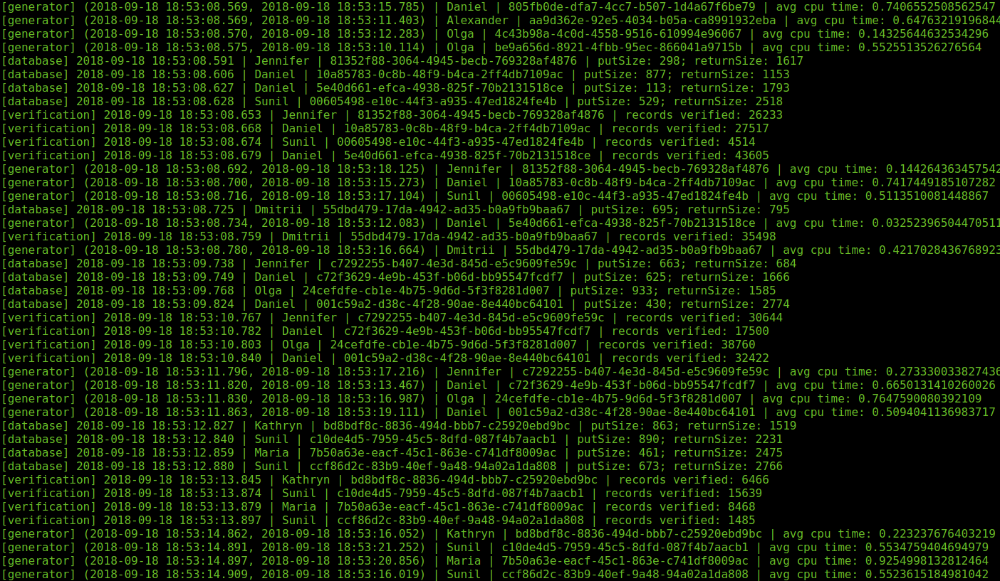 [generator] (2018-09-18 18:53:08.569, 2018-09-18 18:53:15.785) | Daniel | 805fb0de-dfa7-4cc7-b507-1d4a67f6be79 | avg cpu time: 0.7406552508562547
[generator] (2018-09-18 18:53:08.569, 2018-09-18 18:53:11.403) | Alexander | aa9d362e-92e5-4034-b05a-ca8991932eba | avg cpu time: 0.64763219196844
[generator] (2018-09-18 18:53:08.570, 2018-09-18 18:53:12.283) | Olga | 4c43b98a-4c0d-4558-9516-610994e96067 | avg cpu time: 0.14325644632534296
[generator] (2018-09-18 18:53:08.575, 2018-09-18 18:53:10.114) | Olga | be9a656d-8921-4fbb-95ec-866041a9715b | avg cpu time: 0.5525513526276564
[database] 2018-09-18 18:53:08.591 | Jennifer | 81352f88-3064-4945-becb-769328af4876 | putSize: 298; returnSize: 1617
[database] 2018-09-18 18:53:08.606 | Daniel | 10a85783-0c8b-48f9-b4ca-2ff4db7109ac | putSize: 877; returnSize: 1153
[database] 2018-09-18 18:53:08.627 | Daniel | 5e40d661-efca-4938-825f-70b2131518ce | putSize: 113; returnSize: 1793
[database] 2018-09-18 18:53:08.628 | Sunil | 00605498-e10c-44f3-a935-47ed1824fe4b | putSize: 529; returnSize: 2518
[verification] 2018-09-18 18:53:08.653 | Jennifer | 81352f88-3064-4945-becb-769328af4876 | records verified: 26233
[verification] 2018-09-18 18:53:08.668 | Daniel | 10a85783-0c8b-48f9-b4ca-2ff4db7109ac | records verified: 27517
[verification] 2018-09-18 18:53:08.674 | Sunil | 00605498-e10c-44f3-a935-47ed1824fe4b | records verified: 4514
[verification] 2018-09-18 18:53:08.679 | Daniel | 5e40d661-efca-4938-825f-70b2131518ce | records verified: 43605
[generator] (2018-09-18 18:53:08.692, 2018-09-18 18:53:18.125) | Jennifer | 81352f88-3064-4945-becb-769328af4876 | avg cpu time: 0.144264363457542
[generator] (2018-09-18 18:53:08.700, 2018-09-18 18:53:15.273) | Daniel | 10a85783-0c8b-48f9-b4ca-2ff4db7109ac | avg cpu time: 0.7417449185107282
[generator] (2018-09-18 18:53:08.716, 2018-09-18 18:53:17.104) | Sunil | 00605498-e10c-44f3-a935-47ed1824fe4b | avg cpu time: 0.5113510081448867
[database] 2018-09-18 18:53:08.725 | Dmitrii | 55dbd479-17da-4942-ad35-b0a9fb9baa67 | putSize: 695; returnSize: 795
[generator] (2018-09-18 18:53:08.734, 2018-09-18 18:53:12.083) | Daniel | 5e40d661-efca-4938-825f-70b2131518ce | avg cpu time: 0.03252396504470511
[verification] 2018-09-18 18:53:08.759 | Dmitrii | 55dbd479-17da-4942-ad35-b0a9fb9baa67 | records verified: 35498
[generator] (2018-09-18 18:53:08.780, 2018-09-18 18:53:16.664) | Dmitrii | 55dbd479-17da-4942-ad35-b0a9fb9baa67 | avg cpu time: 0.4217028436768923
[database] 2018-09-18 18:53:09.738 | Jennifer | c7292255-b407-4e3d-845d-e5c9609fe59c | putSize: 663; returnSize: 684
[database] 2018-09-18 18:53:09.749 | Daniel | c72f3629-4e9b-453f-b06d-bb95547fcdf7 | putSize: 625; returnSize: 1666
[database] 2018-09-18 18:53:09.768 | Olga | 24cefdfe-cb1e-4b75-9d6d-5f3f8281d007 | putSize: 933; returnSize: 1585
[database] 2018-09-18 18:53:09.824 | Daniel | 001c59a2-d38c-4f28-90ae-8e440bc64101 | putSize: 430; returnSize: 2774
[verification] 2018-09-18 18:53:10.767 | Jennifer | c7292255-b407-4e3d-845d-e5c9609fe59c | records verified: 30644
[verification] 2018-09-18 18:53:10.782 | Daniel | c72f3629-4e9b-453f-b06d-bb95547fcdf7 | records verified: 17500
[verification] 2018-09-18 18:53:10.803 | Olga | 24cefdfe-cb1e-4b75-9d6d-5f3f8281d007 | records verified: 38760
[verification] 2018-09-18 18:53:10.840 | Daniel | 001c59a2-d38c-4f28-90ae-8e440bc64101 | records verified: 32422
[generator] (2018-09-18 18:53:11.796, 2018-09-18 18:53:17.216) | Jennifer | c7292255-b407-4e3d-845d-e5c9609fe59c | avg cpu time: 0.273330033827436
[generator] (2018-09-18 18:53:11.820, 2018-09-18 18:53:13.467) | Daniel | c72f3629-4e9b-453f-b06d-bb95547fcdf7 | avg cpu time: 0.6650131410260026
[generator] (2018-09-18 18:53:11.830, 2018-09-18 18:53:16.987) | Olga | 24cefdfe-cb1e-4b75-9d6d-5f3f8281d007 | avg cpu time: 0.7647590080392109
[generator] (2018-09-18 18:53:11.863, 2018-09-18 18:53:19.111) | Daniel | 001c59a2-d38c-4f28-90ae-8e440bc64101 | avg cpu time: 0.5094041136983717
[database] 2018-09-18 18:53:12.827 | Kathryn | bd8bdf8c-8836-494d-bbb7-c25920ebd9bc | putSize: 863; returnSize: 1519
[database] 2018-09-18 18:53:12.840 | Sunil | c10de4d5-7959-45c5-8dfd-087f4b7aacb1 | putSize: 890; returnSize: 2231
[database] 2018-09-18 18:53:12.859 | Maria | 7b50a63e-eacf-45c1-863e-c741df8009ac | putSize: 461; returnSize: 2475
[database] 2018-09-18 18:53:12.880 | Sunil | ccf86d2c-83b9-40ef-9a48-94a02a1da808 | putSize: 673; returnSize: 2766
[verification] 2018-09-18 18:53:13.845 | Kathryn | bd8bdf8c-8836-494d-bbb7-c25920ebd9bc | records verified: 6466
[verification] 2018-09-18 18:53:13.874 | Sunil | c10de4d5-7959-45c5-8dfd-087f4b7aacb1 | records verified: 15639
[verification] 2018-09-18 18:53:13.879 | Maria | 7b50a63e-eacf-45c1-863e-c741df8009ac | records verified: 8468
[verification] 2018-09-18 18:53:13.897 | Sunil | ccf86d2c-83b9-40ef-9a48-94a02a1da808 | records verified: 1485
[generator] (2018-09-18 18:53:14.862, 2018-09-18 18:53:16.052) | Kathryn | bd8bdf8c-8836-494d-bbb7-c25920ebd9bc | avg cpu time: 0.223237676403219
[generator] (2018-09-18 18:53:14.891, 2018-09-18 18:53:21.252) | Sunil | c10de4d5-7959-45c5-8dfd-087f4b7aacb1 | avg cpu time: 0.5534759404694979
[generator] (2018-09-18 18:53:14.897, 2018-09-18 18:53:20.856) | Maria | 7b50a63e-eacf-45c1-863e-c741df8009ac | avg cpu time: 0.9254998132812464
[generator] (2018-09-18 18:53:14.909, 2018-09-18 18:53:16.019) | Sunil | ccf86d2c-83b9-40ef-9a48-94a02a1da808 | avg cpu time: 0.5523615184981042